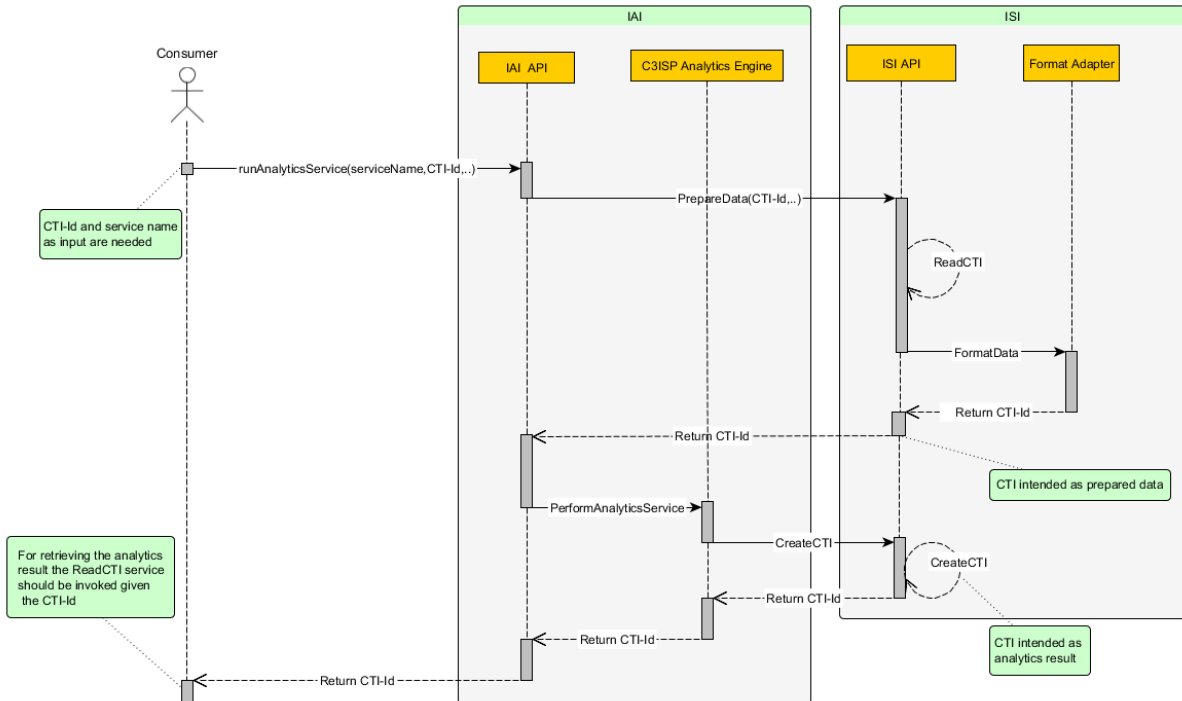 IAI
ISI
Consumer
IAI  API
C3ISP Analytics Engine
ISI API
Format Adapter
runAnalyticsService(serviceName,CTI-Id,..)
PrepareData(CTI-Id,..)
CTI-Id and service name
as input are needed
ReadCTI
FormatData
Return CTI-Id
Return CTI-Id
CTI intended as prepared data
PerformAnalyticsService
CreateCTI
For retrieving the analytics
result the ReadCTI service
should be invoked given
the CTI-Id
CreateCTI
Return CTI-Id
Return CTI-Id
CTI intended as
analytics result
Return CTI-Id